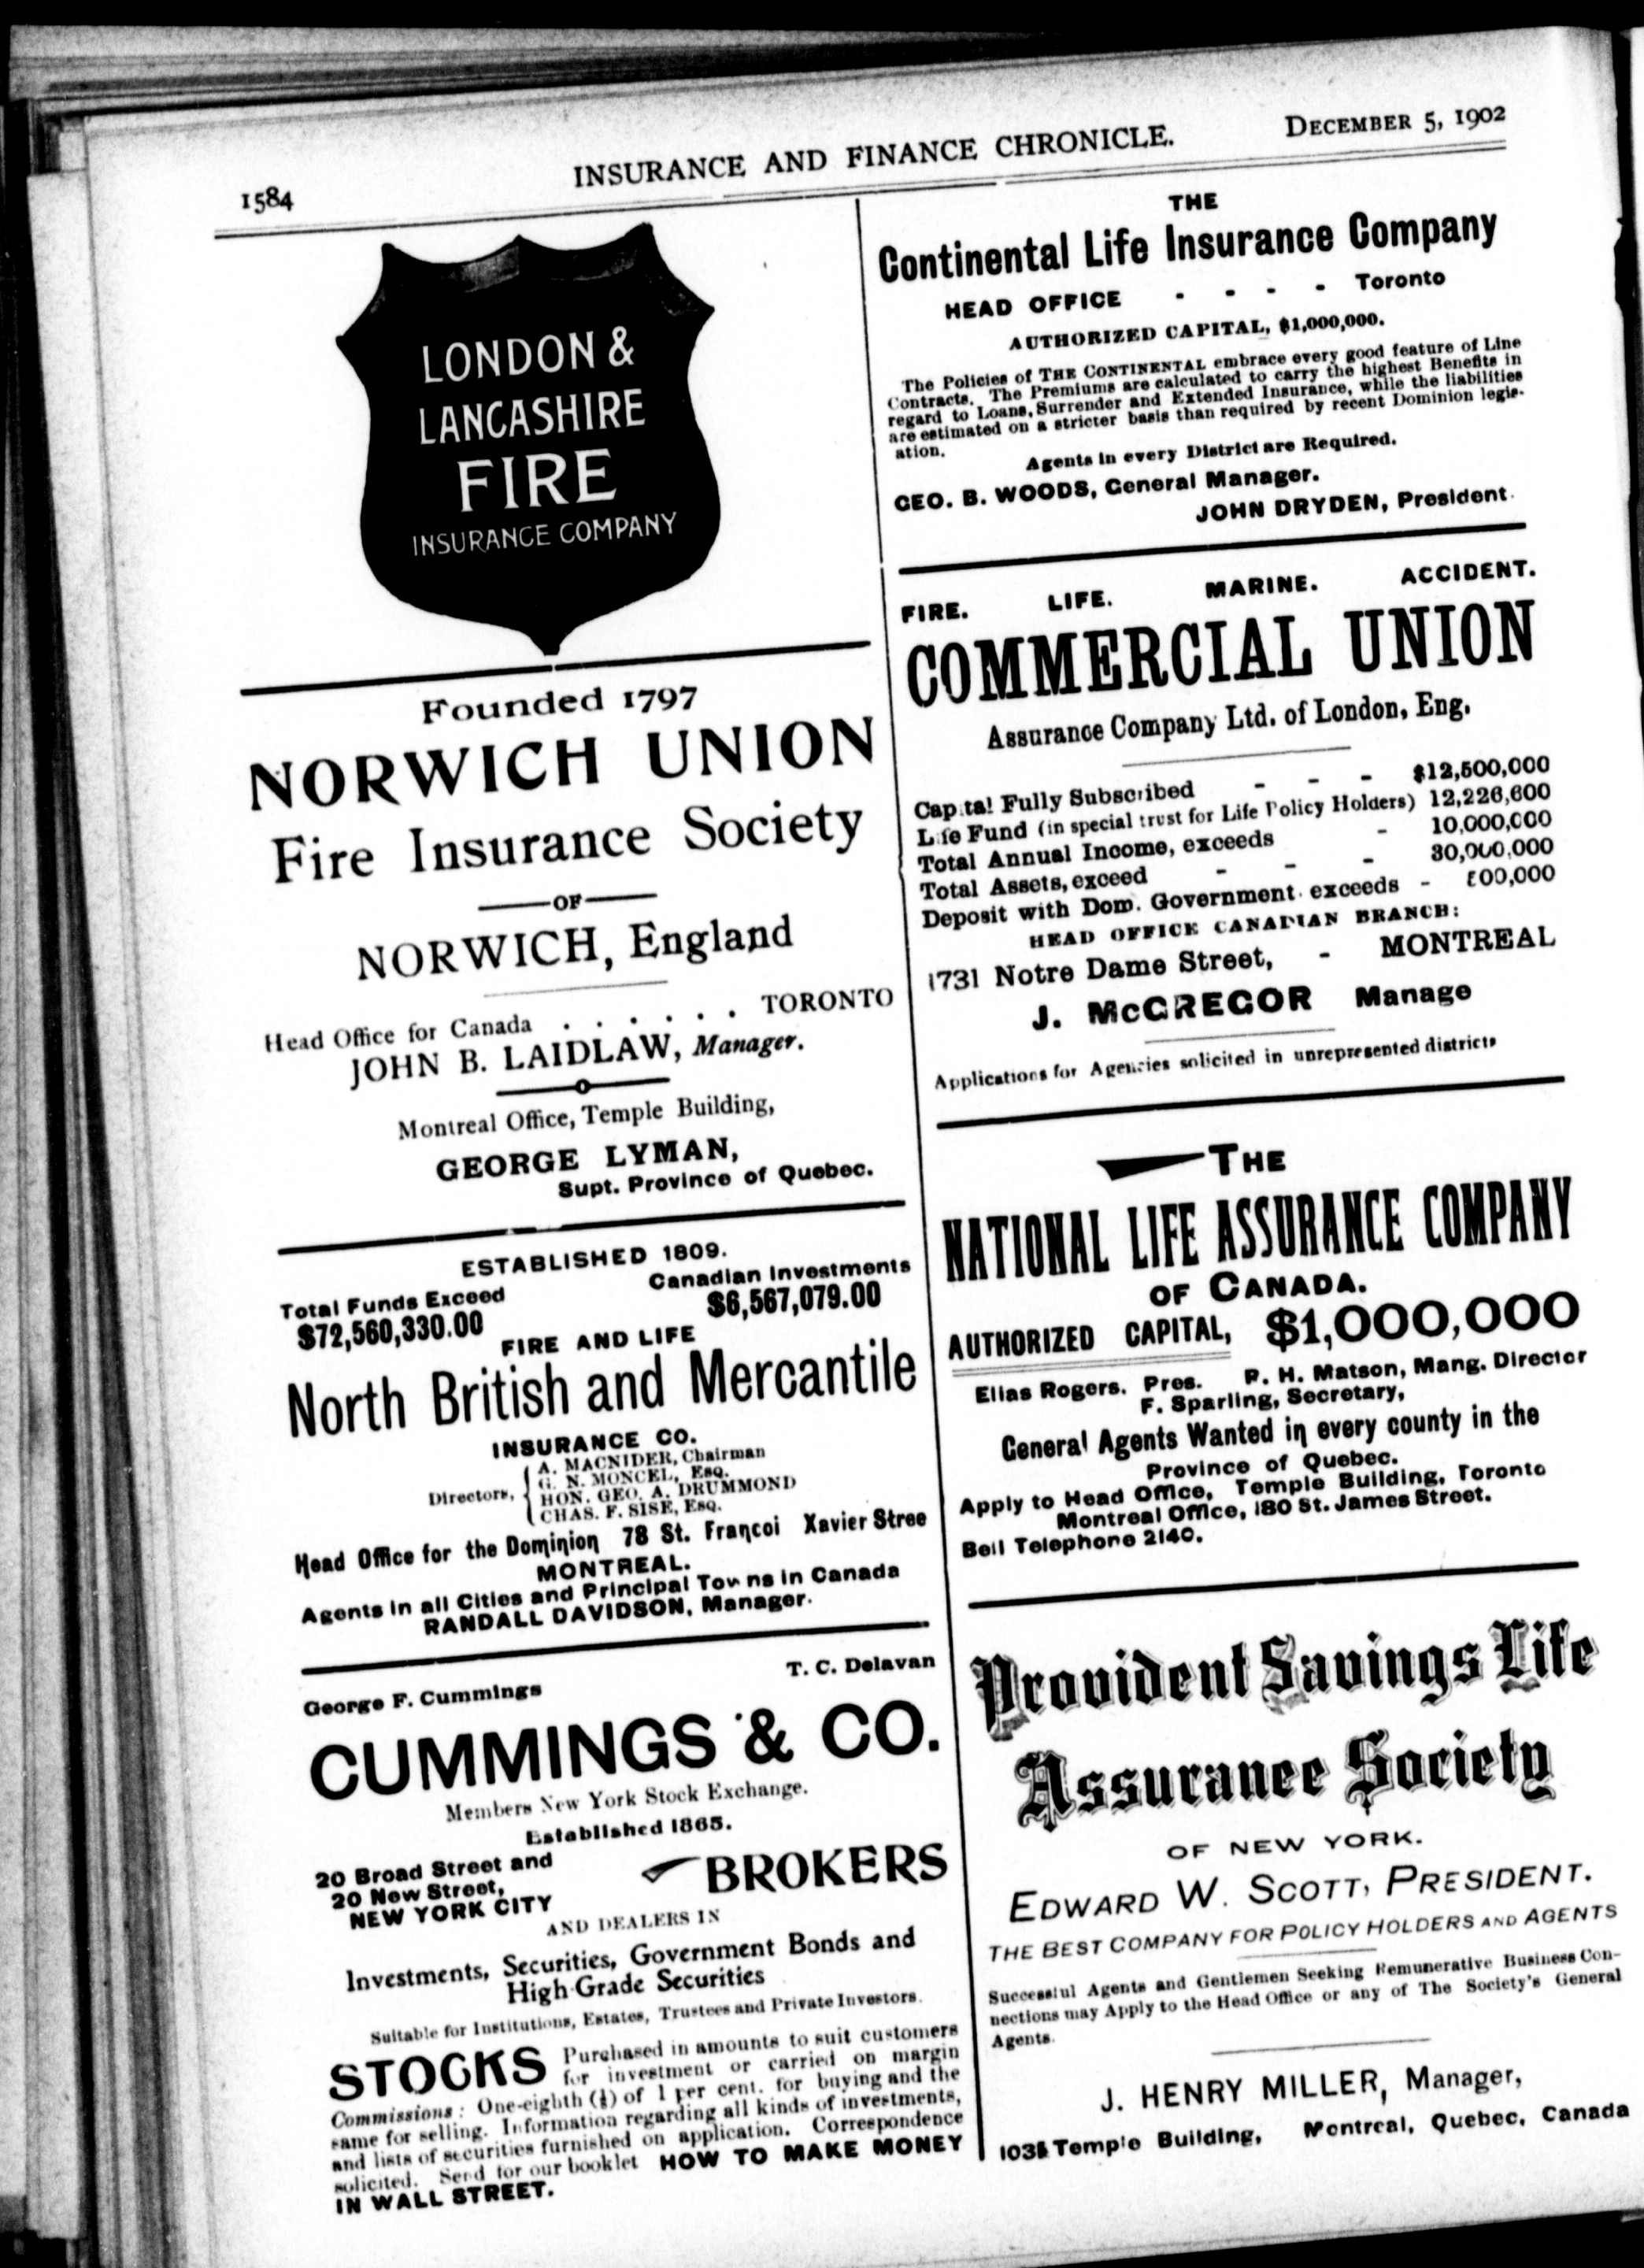 1584
INSURANCE AND FINANCE CHRONICLE.
DECEMBER 5, 1902
LONDON &
LANCASHIRE
FIRE
INSURANCE COMPANY
Founded 1797
NORWICH UNION
Fire Insurance Society
OF
NORWICH, England
Head Office for Canada . . . . . . TORONTO
JOHN B. LAIDLAW, Manager.
Montreal Office, Temple Building,
GEORGE LYMAN,
Supt. Province of Quebec.
ESTABLISHED 1809.
Total Funds Exceed
Canadian Investments
$72,560,330.00
$6,567,079.00
FIRE AND LIFE
North British and Mercantile
INSURANCE CO.
Directors,
A. MACNIDER, Chairman
G. N. MONCEL, ESQ.
HON. GEO. A. DRUMMOND
CHAS. F. SISE, ESQ.
Head Office for the Dominion 78 St. Françoi Xavier Stree
MONTREAL.
Agents in all Cities and Principal Towns in Canada
RANDALL DAVIDSON, Manager.
George F. Cummings
T. C. Delavan
CUMMINGS & CO.
Members New York Stock Exchange.
Established 1865.
20 Broad Street and
20 New Street,
NEW YORK CITY
BROKERS
AND DEALERS IN
Investments, Securities, Government Bonds and
High-Grade Securities
Suitable for Institutions, Estates, Trustees and Private Investors.
STOCKS Purchased in amounts to suit customers
for investment or carried on margin
Commissions: One-eighth (⅛) of 1 per cent. for buying and the
same for selling. Information regarding all kinds of investments,
and lists of securities furnished on application. Correspondence
solicited. Send for our booklet HOW TO MAKE MONEY
IN WALL STREET.
THE
Continental Life Insurance Company
HEAD OFFICE - - - - Toronto
AUTHORIZED CAPITAL, $1,000,000.
The Policies of THE CONTINENTAL embrace every good feature of Line
Contracts. The Premiums are calculated to carry the highest Benefits in
regard to Loans, Surrender and Extended Insurance, while the liabilities
are estimated on a stricter basis than required by recent Dominion legis-
ation.
Agents in every District are Required.
GEO. B. WOODS, General Manager.
JOHN DRYDEN, President.
FIRE. LIFE. MARINE. ACCIDENT.
COMMERCIAL UNION
Assurance Company Ltd. of London, Eng.
Capital Fully Subscribed - - - $12,500,000
Life Fund (in special trust for Life Policy Holders) 12,226,600
Total Annual Income, exceeds - 10,000,000
Total Assets, exceed - - - 30,000,000
Deposit with Dom. Government exceeds - 500,000
HEAD OFFICE CANADIAN BRANCH:
1731 Notre Dame Street, - MONTREAL
J. McGREGOR Manage
Applications for Agencies solicited in unrepresented districts
THE
NATIONAL LIFE ASSURANCE COMPANY
OF CANADA.
AUTHORIZED CAPITAL, $1,000,000
Elias Rogers. Pres. R. H. Matson, Mang. Director
F. Sparling, Secretary,
General Agents Wanted in every county in the
Province of Quebec.
Apply to Head Office, Temple Building, Toronto
Montreal Office, 180 St. James Street.
Bell Telephone 2140.
Provident Savings Life
Assurance Society
OF NEW YORK.
EDWARD W. SCOTT, PRESIDENT.
THE BEST COMPANY FOR POLICY HOLDERS AND AGENTS
Successful Agents and Gentlemen Seeking Remunerative Business Con-
nections may Apply to the Head Office or any of The Society's General
Agents.
J. HENRY MILLER, Manager,
Temple Building, Montreal, Quebec, Canada